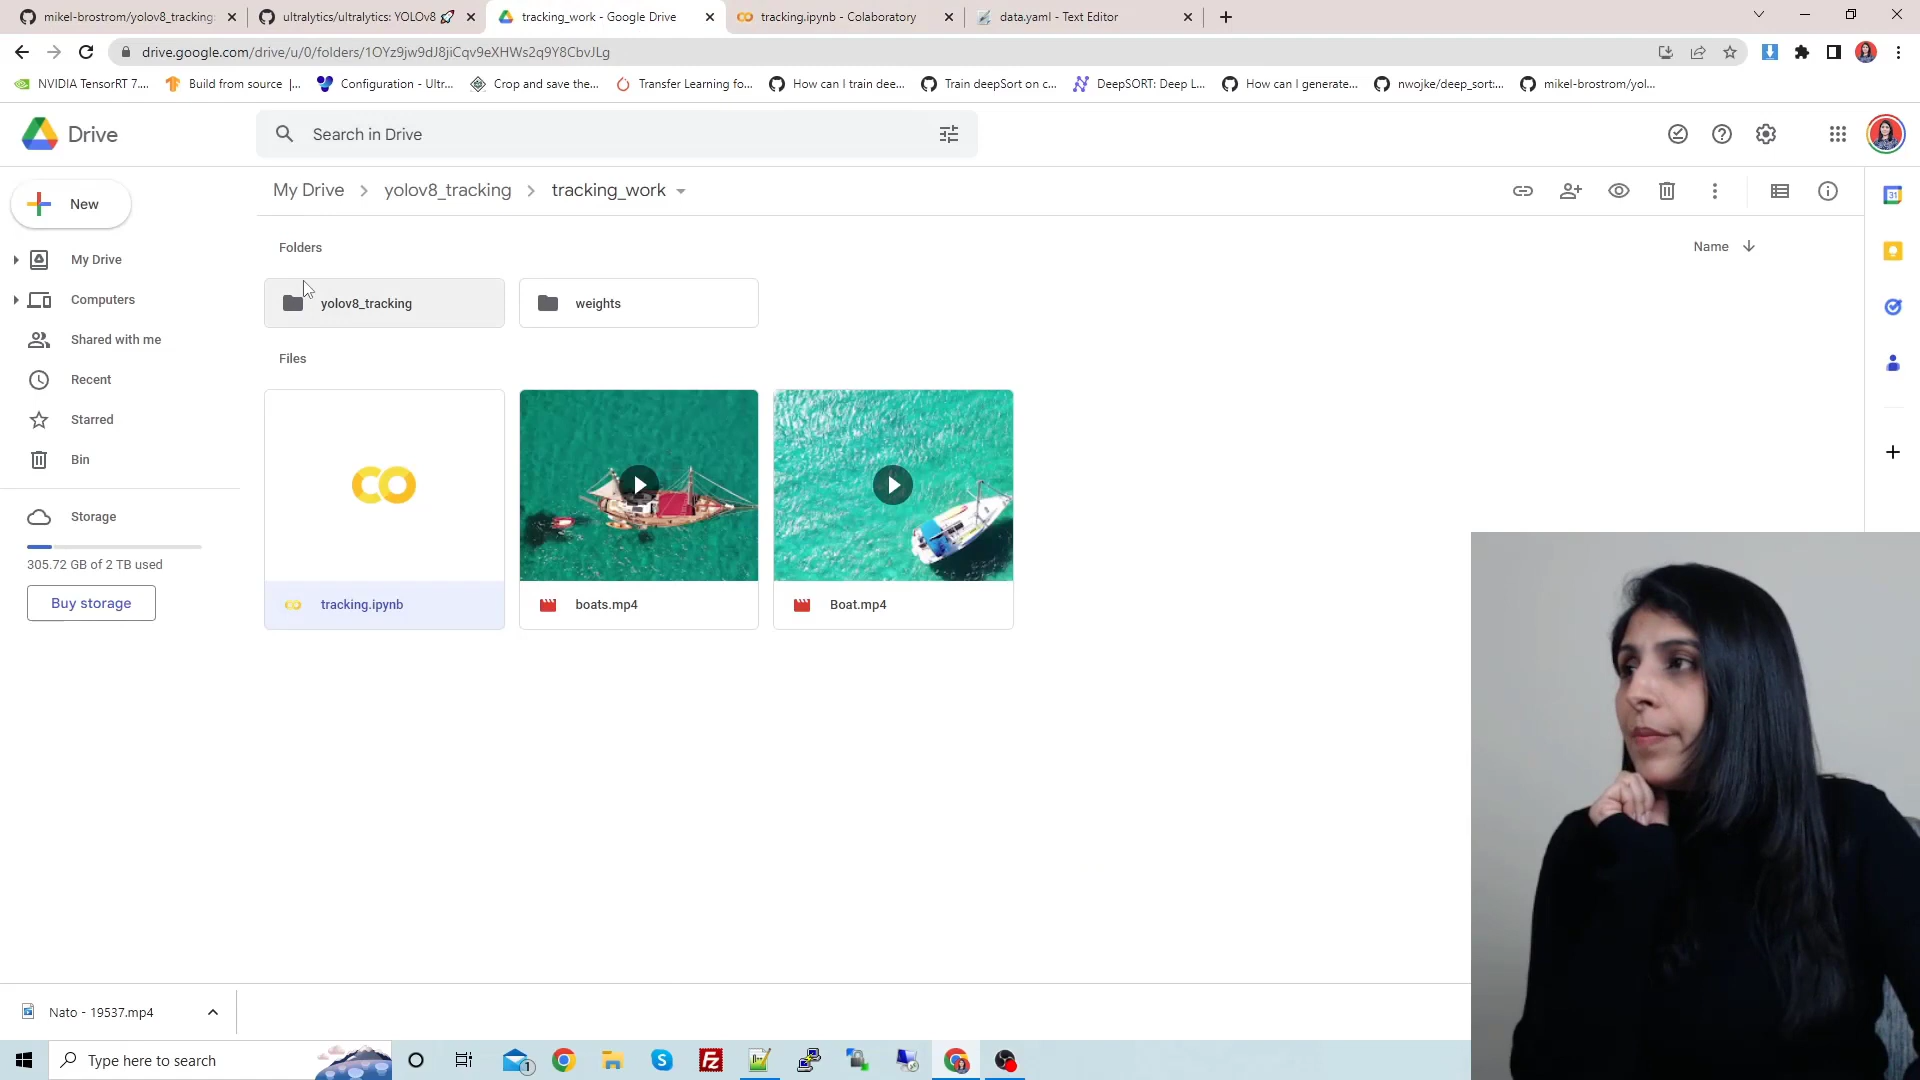 mikel-brostrom/yolov8_tracking:
ultralytics/ultralytics: YOLOv8 🚀
tracking_work - Google Drive
tracking.ipynb - Colaboratory
data.yaml - Text Editor
drive.google.com/drive/u/0/folders/1OYz9jw9dJ8jiCqv9eXHWs2q9Y8CbvJLg
NVIDIA TensorRT 7....
Build from source |...
Configuration - Ultr...
Crop and save the...
Transfer Learning fo...
How can I train dee...
Train deepSort on c...
DeepSORT: Deep L...
How can I generate...
nwojke/deep_sort:...
mikel-brostrom/yol...
Drive
Search in Drive
New
My Drive
yolov8_tracking
tracking_work
Folders
Name
yolov8_tracking
weights
My Drive
Computers
Shared with me
Recent
Starred
Bin
Storage
305.72 GB of 2 TB used
Buy storage
Files
tracking.ipynb
boats.mp4
Boat.mp4
31
Nato - 19537.mp4
Type here to search
1